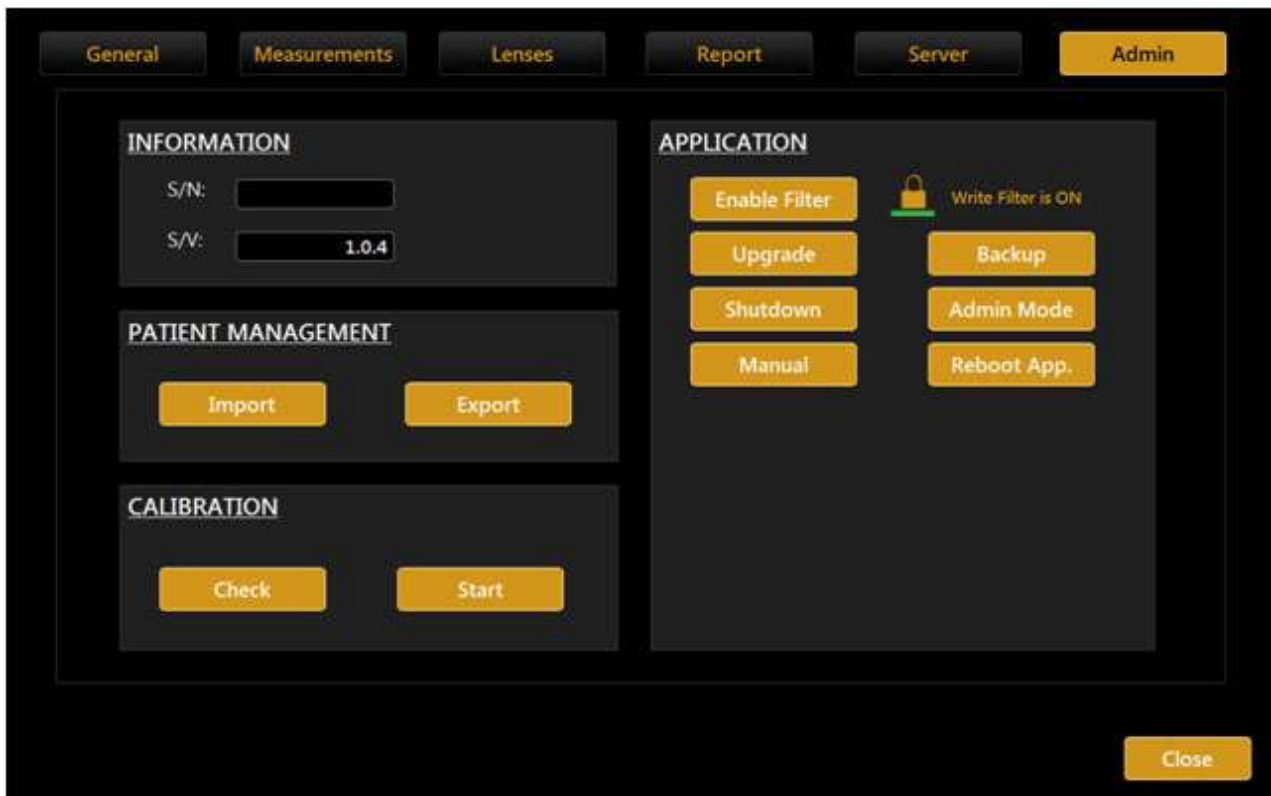 General Measurements Lenses Report Server Admin
INFORMATION
S/N:
S/V: 1.0.4
PATIENT MANAGEMENT
Import Export
CALIBRATION
Check Start
APPLICATION
Enable Filter Write Filter is ON
Upgrade Backup
Shutdown Admin Mode
Manual Reboot App.
Close